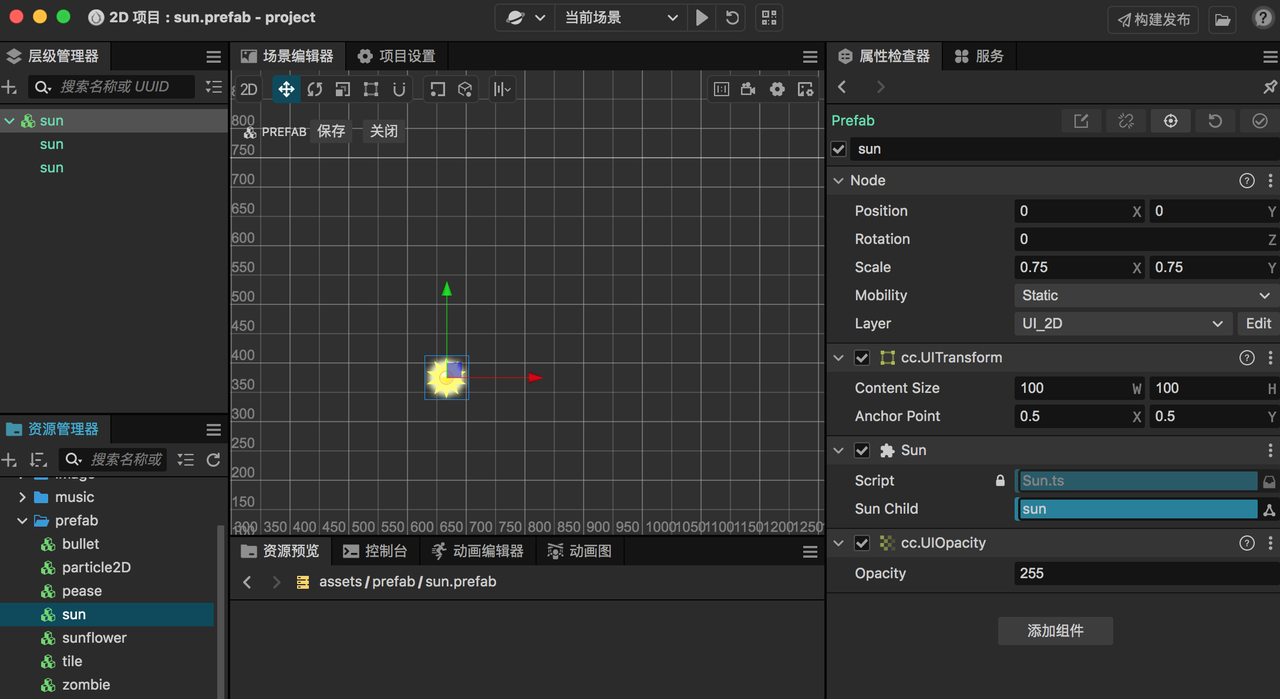 2D 项目 : sun.prefab - project
当前场景
构建发布
层级管理器
搜索名称或 UUID
sun
sun
sun
场景编辑器
项目设置
2D
PREFAB 保存 关闭
800
750
700
650
600
550
500
450
400
350
300
250
200
150
100
300 350 400 450 500 550 600 650 700 750 800 850 900 950 1000 1050 1100 1150 1200 1250
资源管理器
搜索名称或
image
music
prefab
bullet
particle2D
pease
sun
sunflower
tile
zombie
资源预览
控制台
动画编辑器
动画图
assets / prefab / sun.prefab
属性检查器
服务
Prefab
sun
Node
Position 0 X 0 Y
Rotation 0 Z
Scale 0.75 X 0.75 Y
Mobility Static
Layer UI_2D Edit
cc.UITransform
Content Size 100 W 100 H
Anchor Point 0.5 X 0.5 Y
Sun
Script Sun.ts
Sun Child sun
cc.UIOpacity
Opacity 255
添加组件